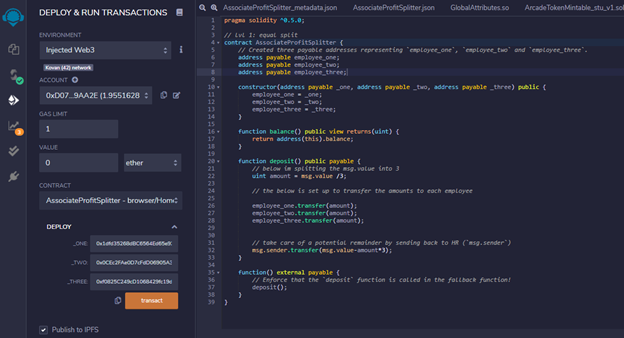 DEPLOY & RUN TRANSACTIONS
ENVIRONMENT
Injected Web3
Kovan (42) network
ACCOUNT
0xD07...9AA2E (1.9551628
GAS LIMIT
1
VALUE
0
ether
CONTRACT
AssociateProfitSplitter - browser/Hom
DEPLOY
_ONE:
_TWO:
_THREE:
transact
Publish to IPFS
3
AssociateProfitSplitter_metadata.json
AssociateProfitSplitter.json
GlobalAttributes.so
ArcadeTokenMintable_stu_v1.sol
1 pragma solidity ^0.5.0;
2
3 // lvl 1: equal split
4 contract AssociateProfitSplitter {
5 // Created three payable addresses representing `employee_one`, `employee_two` and `employee_three`.
6 address payable employee_one;
7 address payable employee_two;
8 address payable employee_three;
9
10 constructor(address payable _one, address payable _two, address payable _three) public {
11 employee_one = _one;
12 employee_two = _two;
13 employee_three = _three;
14 }
15
16 function balance() public view returns(uint) {
17 return address(this).balance;
18 }
19
20 function deposit() public payable {
21 // below im splitting the msg.value into 3
22 uint amount = msg.value /3;
23
24 // the below is set up to transfer the amounts to each employee
25
26 employee_one.transfer(amount);
27 employee_two.transfer(amount);
28 employee_three.transfer(amount);
29
30
31 // take care of a potential remainder by sending back to HR (`msg.sender`)
32 msg.sender.transfer(msg.value-amount*3);
33 }
34
35 function() external payable {
36 // Enforce that the `deposit` function is called in the fallback function!
37 deposit();
38 }
39 }